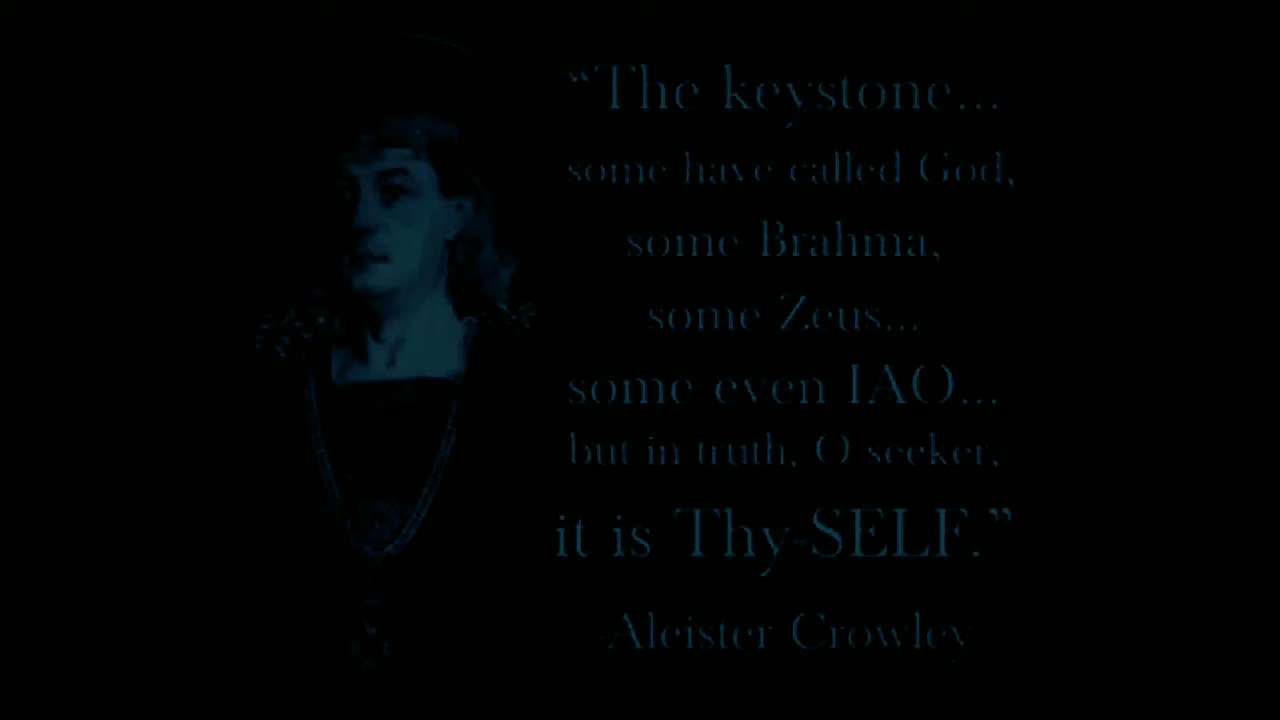 “The keystone...
some have called God,
some Brahma,
some Zeus...
some even IAO...
but in truth, O seeker,
it is Thy-SELF.”
-Aleister Crowley